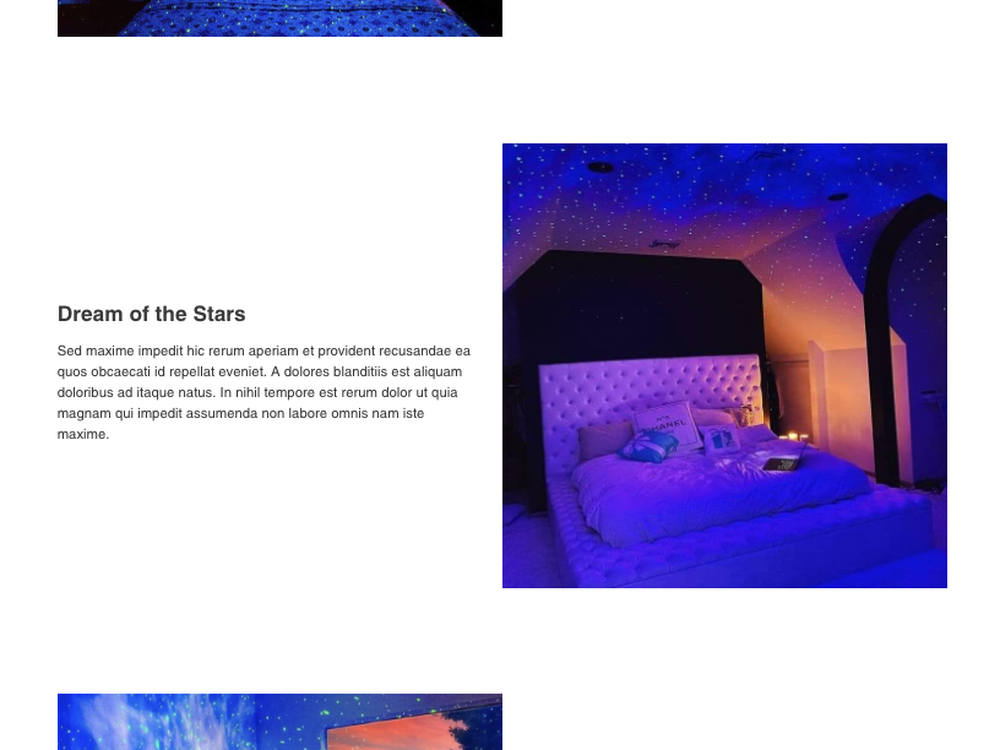 Dream of the Stars
Sed maxime impedit hic rerum aperiam et provident recusandae ea
quos obcaecati id repellat eveniet. A dolores blanditiis est aliquam
doloribus ad itaque natus. In nihil tempore est rerum dolor ut quia
magnam qui impedit assumenda non labore omnis nam iste
maxime.
CHANEL